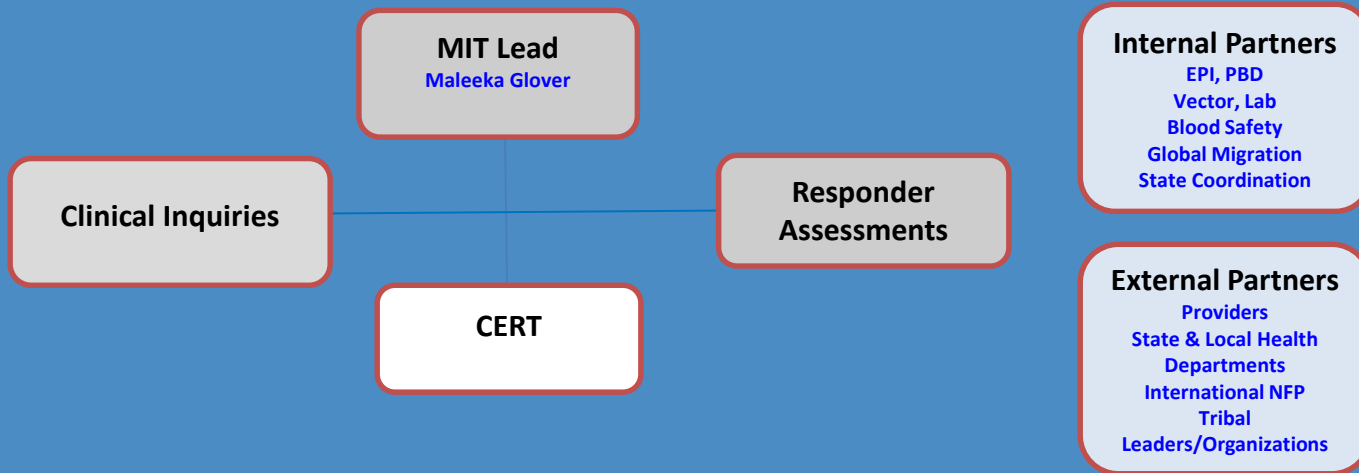 MIT Lead
Maleeka Glover
Clinical Inquiries
Responder
Assessments
CERT
Internal Partners
EPI, PBD
Vector, Lab
Blood Safety
Global Migration
State Coordination
External Partners
Providers
State & Local Health
Departments
International NFP
Tribal
Leaders/Organizations